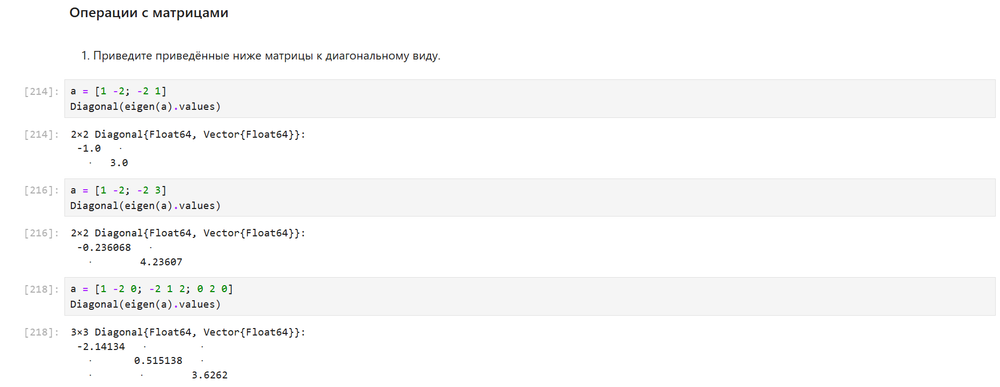 Операции с матрицами
1. Приведите приведённые ниже матрицы к диагональному виду.
[214]: a = [1 -2; -2 1]
Diagonal(eigen(a).values)
[214]: 2×2 Diagonal{Float64, Vector{Float64}}:
-1.0 ⋅
⋅ 3.0
[216]: a = [1 -2; -2 3]
Diagonal(eigen(a).values)
[216]: 2×2 Diagonal{Float64, Vector{Float64}}:
-0.236068 ⋅
⋅ 4.23607
[218]: a = [1 -2 0; -2 1 2; 0 2 0]
Diagonal(eigen(a).values)
[218]: 3×3 Diagonal{Float64, Vector{Float64}}:
-2.14134 ⋅ ⋅
⋅ 0.515138 ⋅
⋅ ⋅ 3.6262